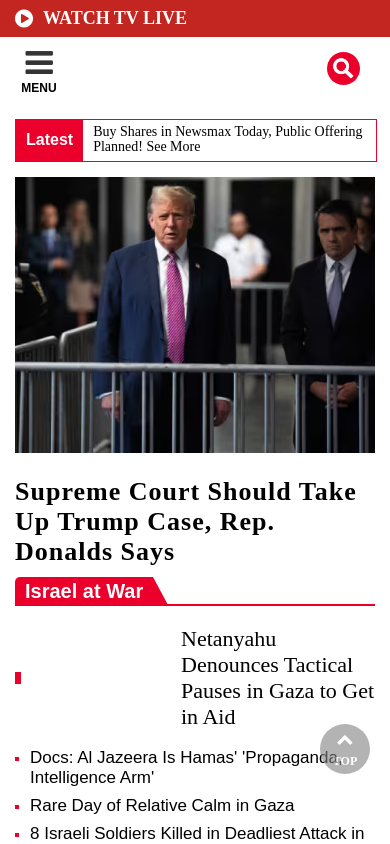 WATCH TV LIVE
MENU
Latest
Buy Shares in Newsmax Today, Public Offering
Planned! See More
Supreme Court Should Take
Up Trump Case, Rep.
Donalds Says
Israel at War
Netanyahu
Denounces Tactical
Pauses in Gaza to Get
in Aid
Docs: Al Jazeera Is Hamas' 'Propaganda,
Intelligence Arm'
TOP
Rare Day of Relative Calm in Gaza
8 Israeli Soldiers Killed in Deadliest Attack in